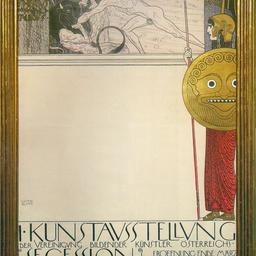 I·KUNSTAUSSTELLUNG
DER VEREINIGUNG BILDENDER KÜNSTLER ÖSTERREICHS·
SECESSION ERÖFFNUNG ENDE MÄRZ